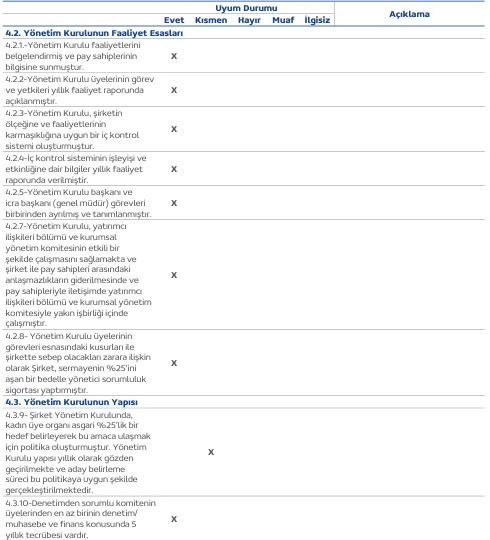 Uyum Durumu
Evet Kısmen Hayır Muaf İlgisiz Açıklama
4.2. Yönetim Kurulunun Faaliyet Esasları
4.2.1.-Yönetim Kurulu faaliyetlerini
belgelendirmiş ve pay sahiplerinin
bilgisine sunmuştur.
X
4.2.2-Yönetim Kurulu üyelerinin görev
ve yetkileri yıllık faaliyet raporunda
açıklanmıştır.
X
4.2.3-Yönetim Kurulu, şirketin
ölçeğine ve faaliyetlerinin
karmaşıklığına uygun bir iç kontrol
sistemi oluşturmuştur.
X
4.2.4-İç kontrol sisteminin işleyişi ve
etkinliğine dair bilgiler yıllık faaliyet
raporunda verilmiştir.
X
4.2.5-Yönetim Kurulu başkanı ve
icra başkanı (genel müdür) görevleri
birbirinden ayrılmış ve tanımlanmıştır.
X
4.2.7-Yönetim Kurulu, yatırımcı
ilişkileri bölümü ve kurumsal
yönetim komitesinin etkili bir
şekilde çalışmasını sağlamakta ve
şirket ile pay sahipleri arasındaki
anlaşmazlıkların giderilmesinde ve
pay sahipleriyle iletişimde yatırımcı
ilişkileri bölümü ve kurumsal yönetim
komitesiyle yakın işbirliği içinde
çalışmıştır.
X
4.2.8- Yönetim Kurulu üyelerinin
görevleri esnasındaki kusurları ile
şirkette sebep olacakları zarara ilişkin
olarak Şirket, sermayenin %25'ini
aşan bir bedelle yönetici sorumluluk
sigortası yaptırmıştır.
X
4.3. Yönetim Kurulunun Yapısı
4.3.9- Şirket Yönetim Kurulunda,
kadın üye oranı asgari %25'lik bir
hedef belirleyerek bu amaca ulaşmak
için politika oluşturmuştur. Yönetim
Kurulu yapısı yıllık olarak gözden
geçirilmekte ve aday belirleme
süreci bu politikaya uygun şekilde
gerçekleştirilmektedir.
X
4.3.10-Denetimden sorumlu komitenin
üyelerinden en az birinin denetim/
muhasebe ve finans konusunda 5
yıllık tecrübesi vardır.
X